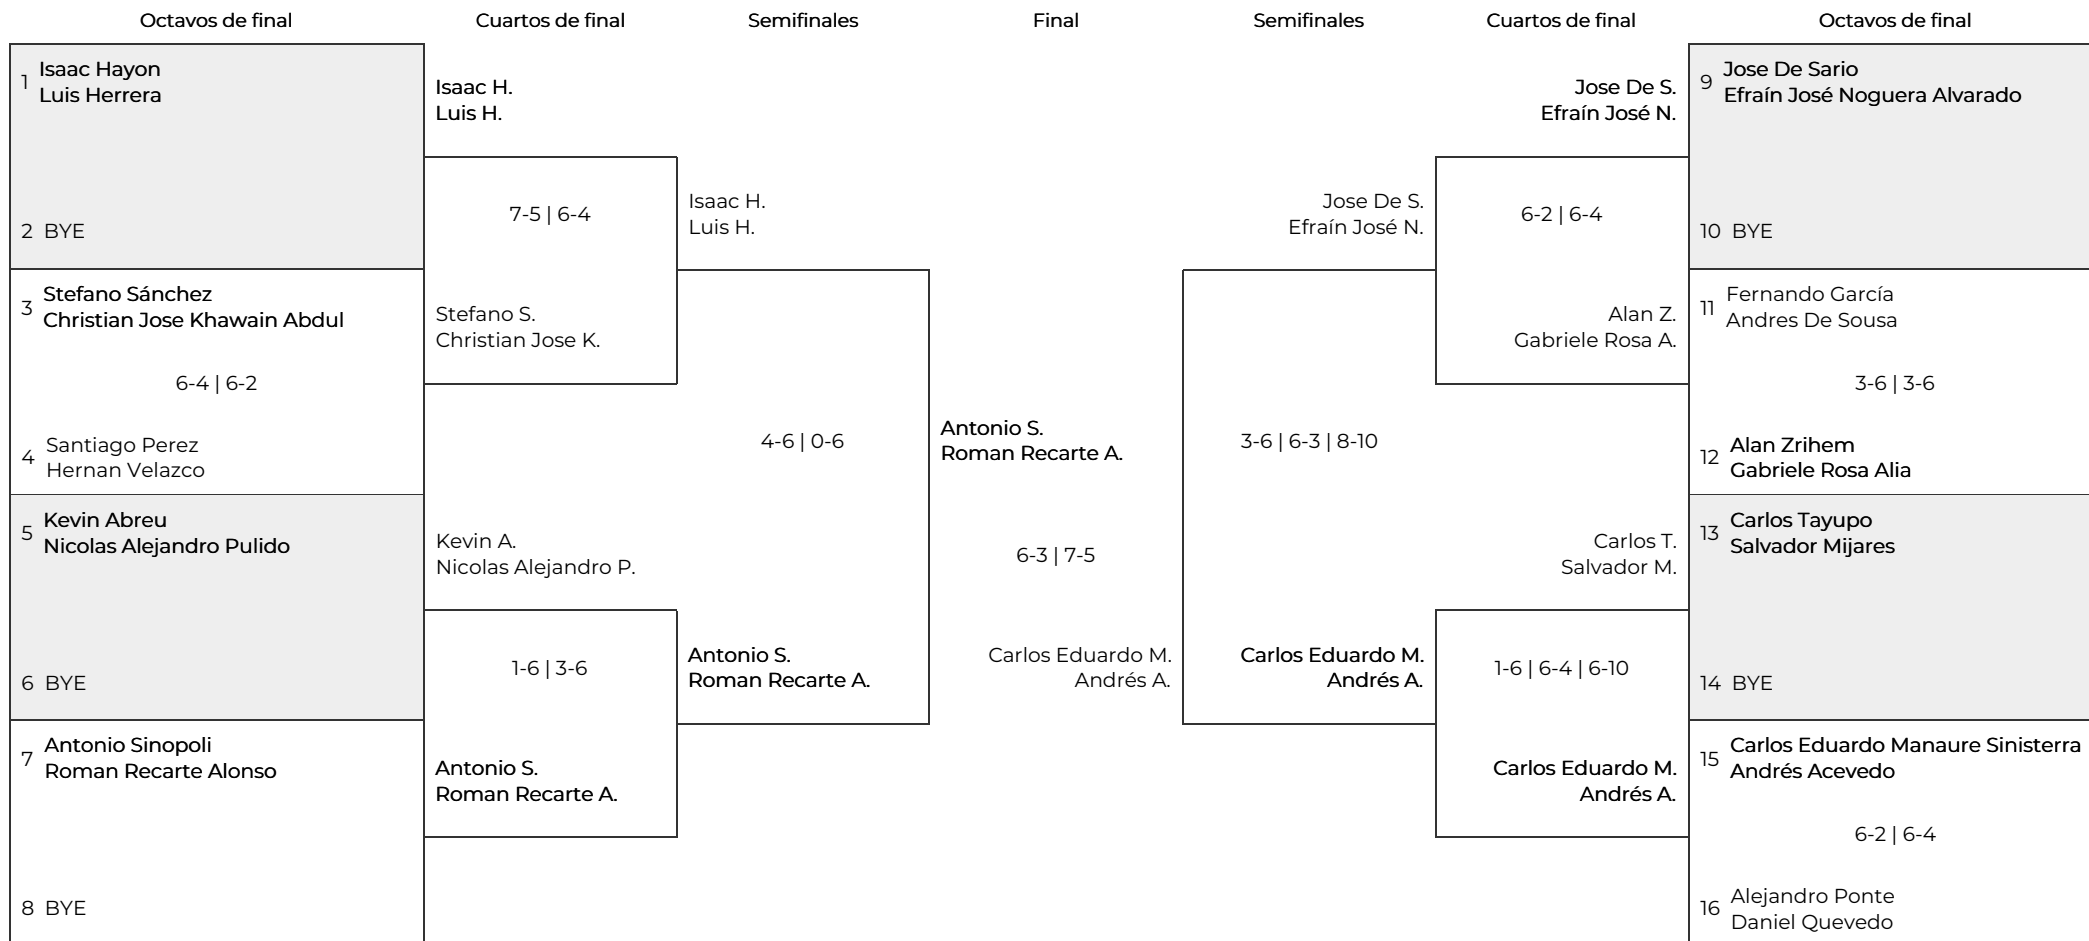 Octavos de final
Cuartos de final
Semifinales
Final
Semifinales
Cuartos de final
Octavos de final
1 Isaac Hayon
Luis Herrera
2 BYE
3 Stefano Sánchez
Christian Jose Khawain Abdul
6-4 | 6-2
4 Santiago Perez
Hernan Velazco
5 Kevin Abreu
Nicolas Alejandro Pulido
6 BYE
7 Antonio Sinopoli
Roman Recarte Alonso
8 BYE
Isaac H.
Luis H.
7-5 | 6-4
Stefano S.
Christian Jose K.
Kevin A.
Nicolas Alejandro P.
1-6 | 3-6
Antonio S.
Roman Recarte A.
Isaac H.
Luis H.
4-6 | 0-6
Antonio S.
Roman Recarte A.
Antonio S.
Roman Recarte A.
6-3 | 7-5
Carlos Eduardo M.
Andrés A.
Jose De S.
Efraín José N.
3-6 | 6-3 | 8-10
Carlos Eduardo M.
Andrés A.
Jose De S.
Efraín José N.
6-2 | 6-4
Alan Z.
Gabriele Rosa A.
Carlos T.
Salvador M.
1-6 | 6-4 | 6-10
Carlos Eduardo M.
Andrés A.
9 Jose De Sario
Efraín José Noguera Alvarado
10 BYE
11 Fernando García
Andres De Sousa
3-6 | 3-6
12 Alan Zrihem
Gabriele Rosa Alia
13 Carlos Tayupo
Salvador Mijares
14 BYE
15 Carlos Eduardo Manaure Sinisterra
Andrés Acevedo
6-2 | 6-4
16 Alejandro Ponte
Daniel Quevedo